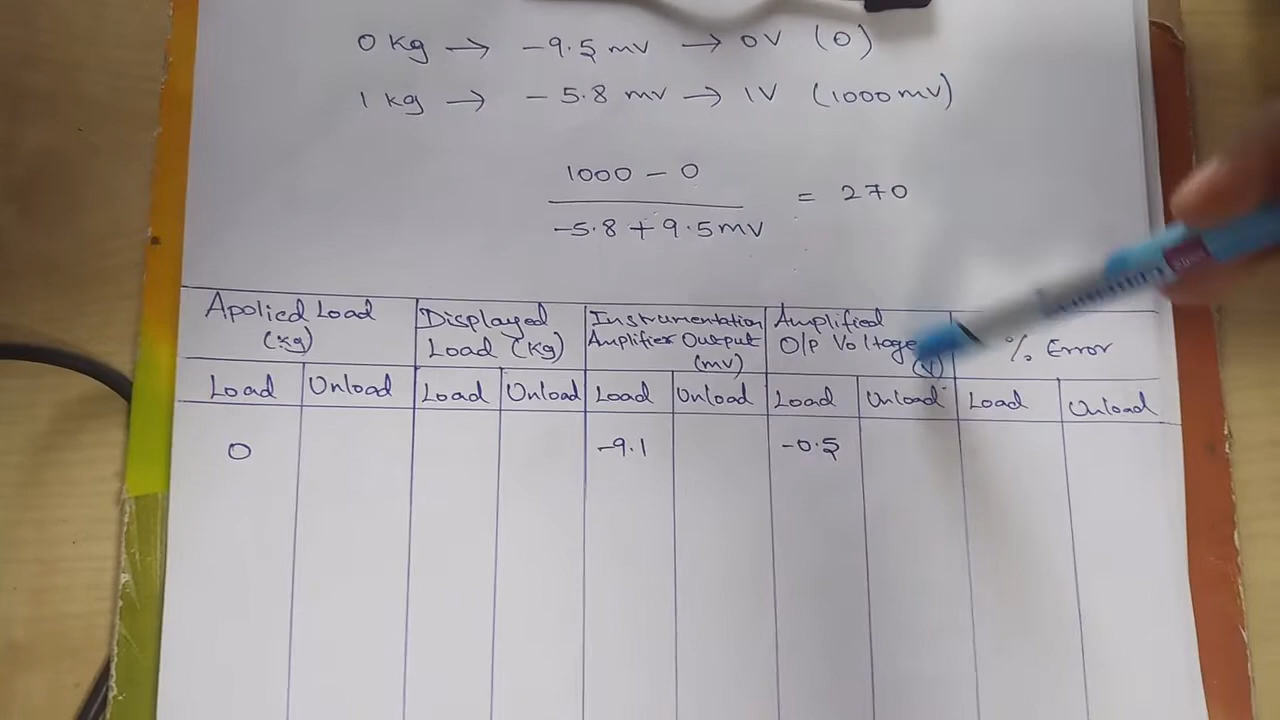 0 Kg → -9.5 mv → 0V (0)
1 kg → -5.8 mv → 1V (1000mV)
1000 - 0
-5.8 + 9.5mV
= 270
Applied Load (kg)
Displayed Load (Kg)
Instrumentation Amplifier Output (mV)
Amplified O/P Voltage (V)
% Error
Load Unload Load Unload Load Unload Load Unload Load Unload
0 -9.1 -0.5